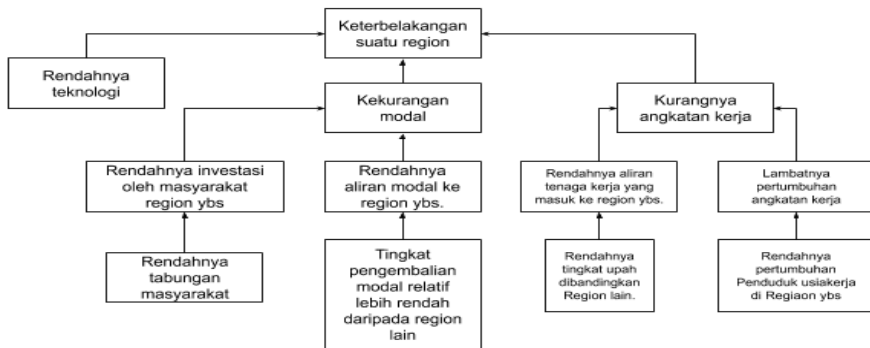 Keterbelakangan
suatu region
Rendahnya
teknologi
Kekurangan
modal
Kurangnya
angkatan kerja
Rendahnya investasi
oleh masyarakat
region ybs
Rendahnya
aliran modal ke
region ybs.
Rendahnya aliran
tenaga kerja yang
masuk ke region ybs.
Lambatnya
pertumbuhan
angkatan kerja
Rendahnya
tabungan
masyarakat
Tingkat
pengembalian
modal relatif
lebih rendah
daripada region
lain
Rendahnya
tingkat upah
dibandingkan
Region lain.
Rendahnya
pertumbuhan
Penduduk usiakerja
di Regiaon ybs